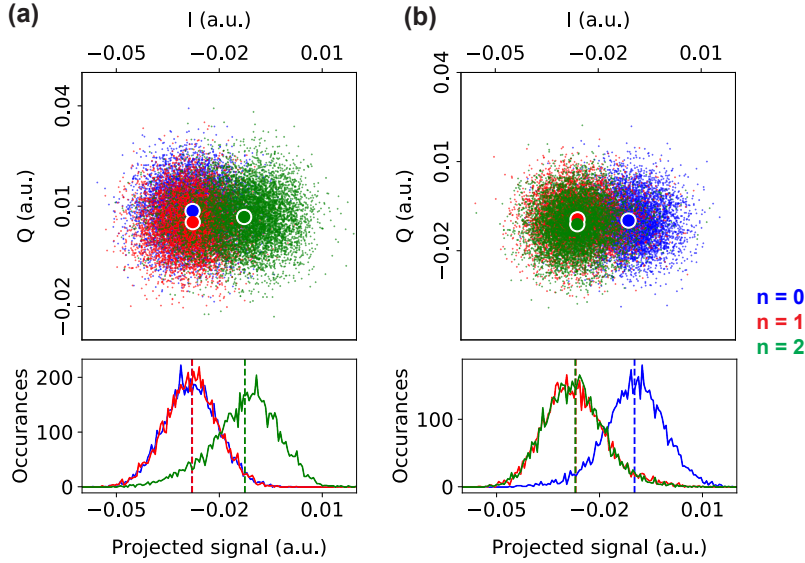 (a)
I (a.u.)
−0.05 −0.02 0.01
Q (a.u.)
0.04
0.01
−0.02
Occurances
200
100
0
−0.05 −0.02 0.01
Projected signal (a.u.)
(b)
I (a.u.)
−0.05 −0.02 0.01
Q (a.u.)
0.04
0.01
−0.02
Occurances
100
0
−0.05 −0.02 0.01
Projected signal (a.u.)
n = 0
n = 1
n = 2